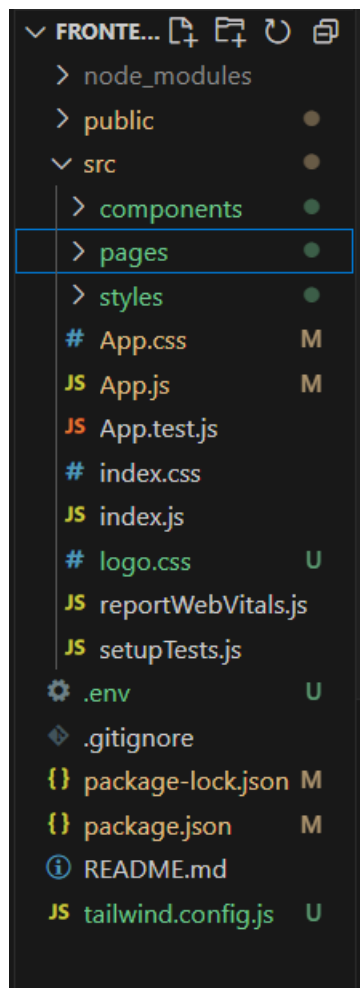 FRONTE...
node_modules
public
src
components
pages
styles
# App.css M
JS App.js M
JS App.test.js
# index.css
JS index.js
# logo.css U
JS reportWebVitals.js
JS setupTests.js
.env U
.gitignore
{} package-lock.json M
{} package.json M
README.md
JS tailwind.config.js U